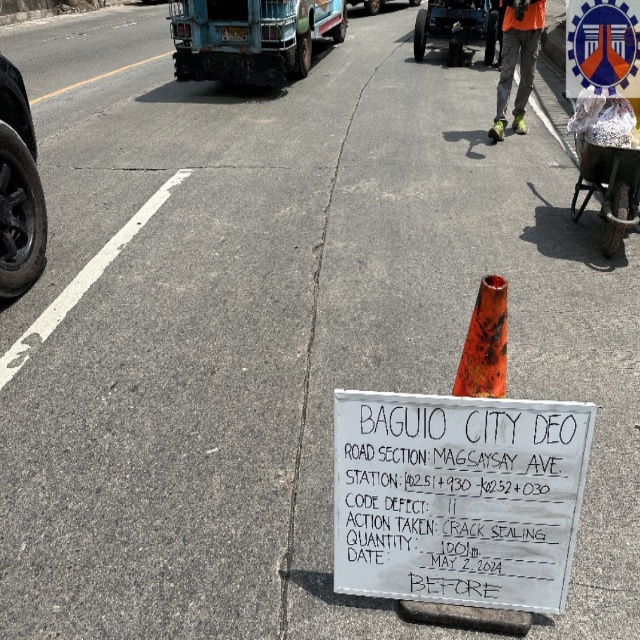 BAGUIO CITY DEO
ROAD SECTION: MAGSAYSAY AVE.
STATION: K0251+930 - K0252+030
CODE DEFECT: 11
ACTION TAKEN: CRACK SEALING
QUANTITY: 100lm
DATE: MAY 2, 2024
BEFORE